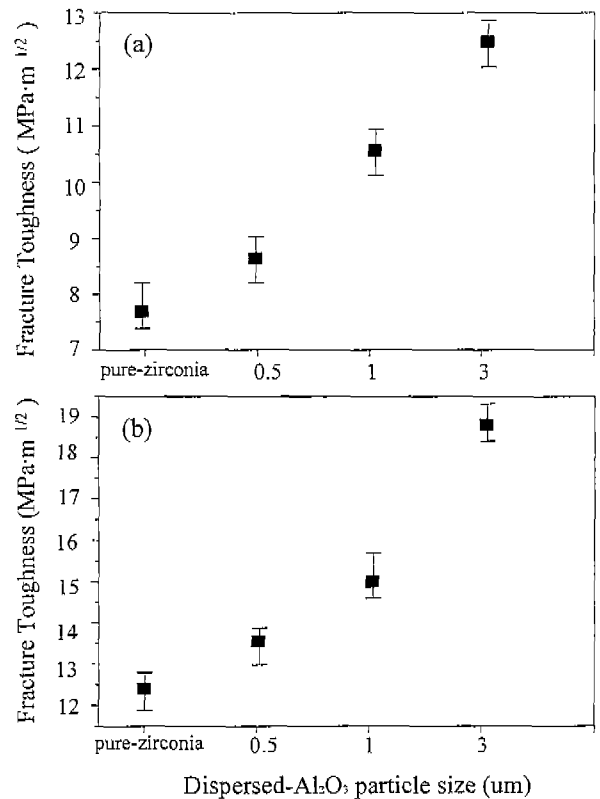 (a)
Fracture Toughness ( MPa·m 1/2)
13
12
11
10
9
8
7
pure-zirconia 0.5 1 3
(b)
Fracture Toughness (MPa·m 1/2)
19
18
17
16
15
14
13
12
pure-zirconia 0.5 1 3
Dispersed-Al₂O₃ particle size (um)